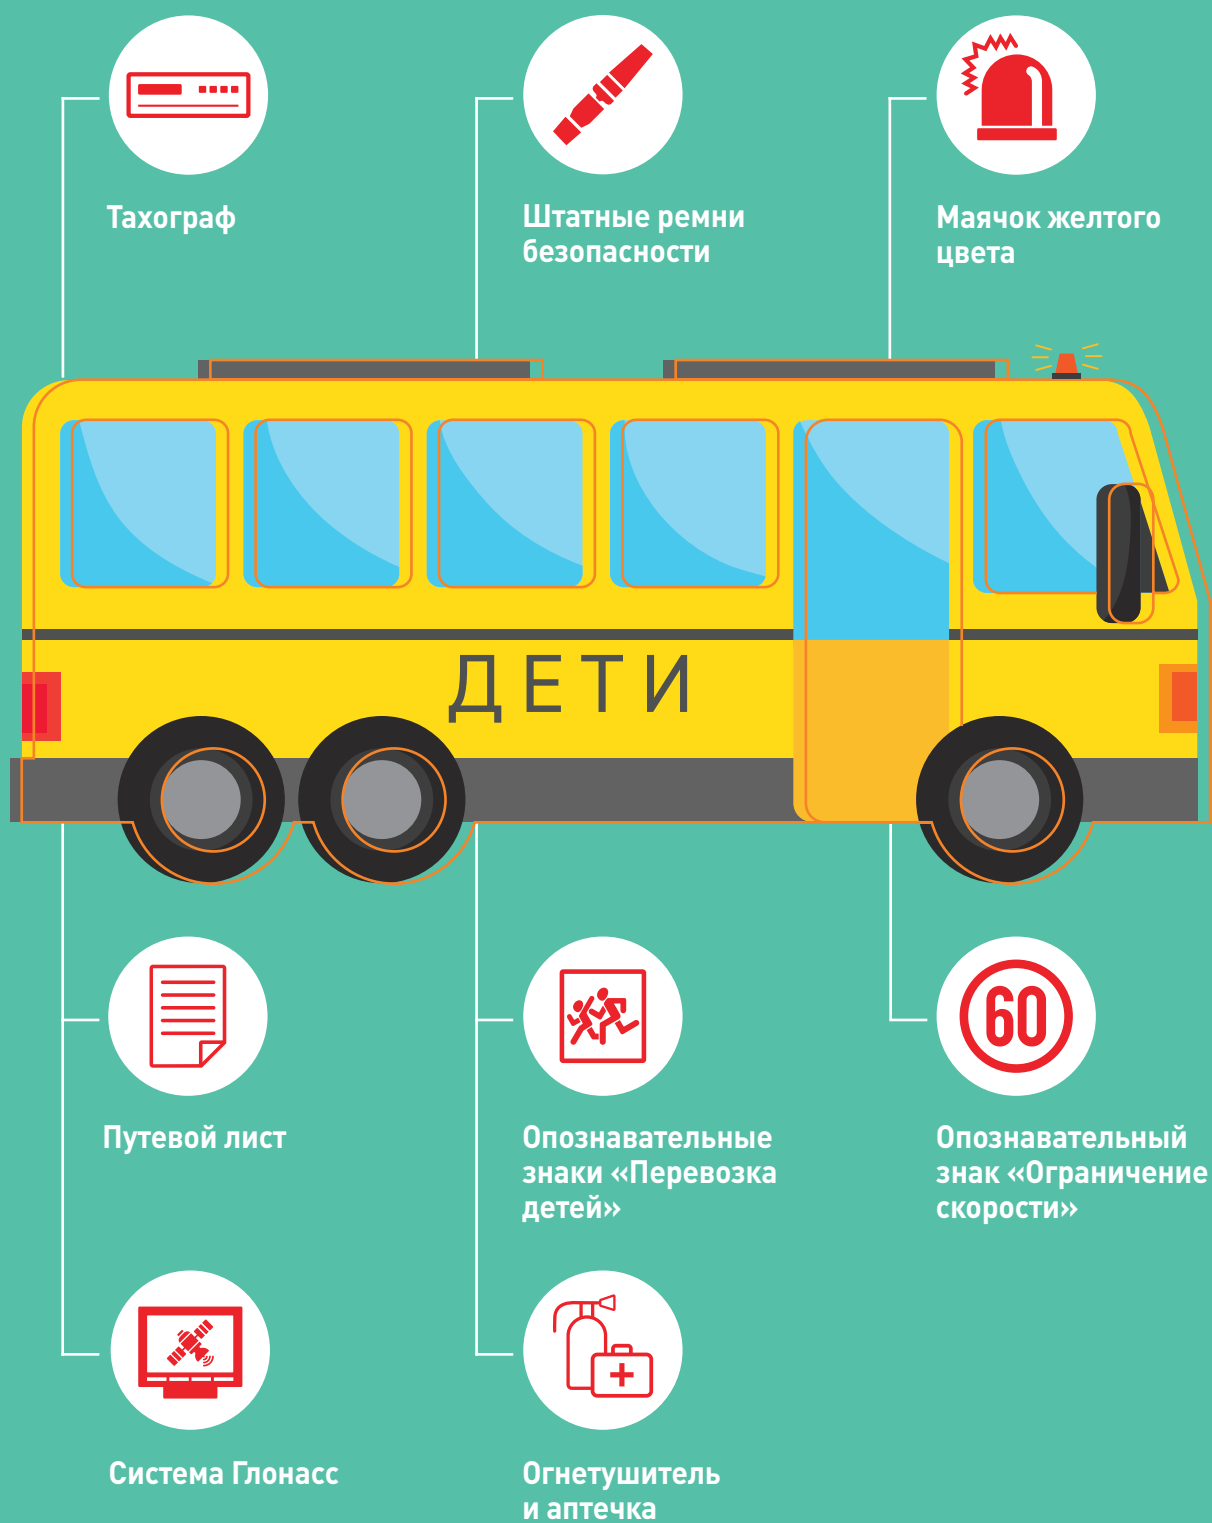 Тахограф
Штатные ремни
безопасности
Маячок желтого
цвета
ДЕТИ
Путевой лист
Опознавательные
знаки «Перевозка
детей»
60
Опознавательный
знак «Ограничение
скорости»
Система Глонасс
Огнетушитель
и аптечка